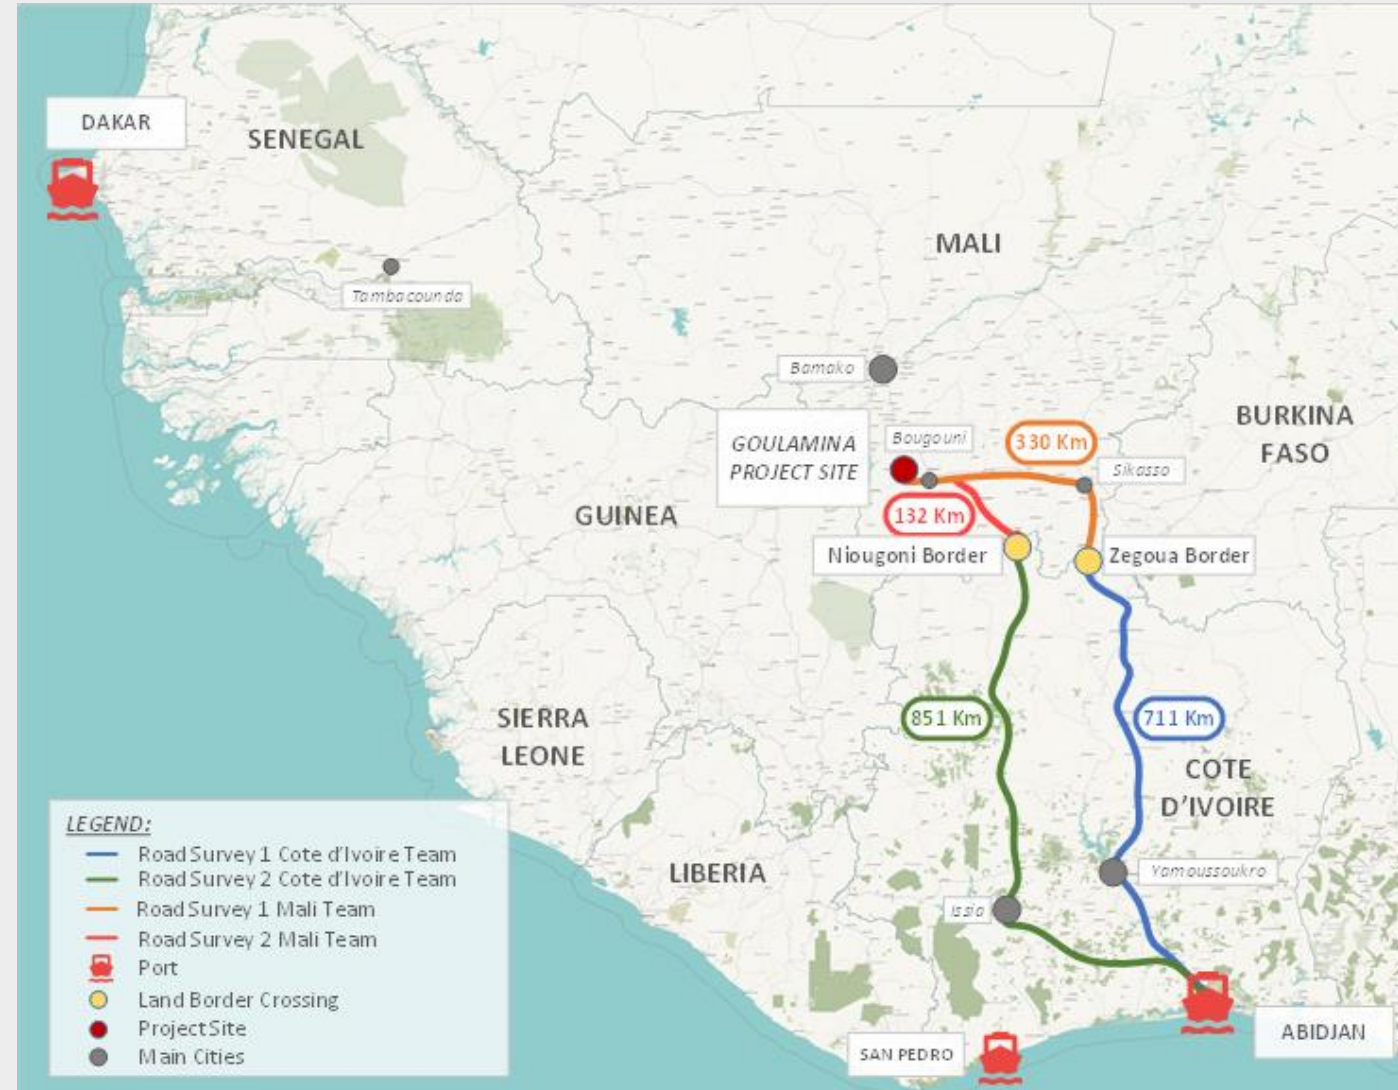 DAKAR
SENEGAL
Tambacounda
MALI
Bamako
BURKINA
FASO
GOULAMINA
PROJECT SITE
Bougouni
330 Km
Sikasso
132 Km
GUINEA
Niougoni Border
Zegoua Border
SIERRA
LEONE
851 Km
711 Km
COTE
D'IVOIRE
LIBERIA
Yamoussoukro
Issia
SAN PEDRO
ABIDJAN
LEGEND:
Road Survey 1 Cote d'Ivoire Team
Road Survey 2 Cote d'Ivoire Team
Road Survey 1 Mali Team
Road Survey 2 Mali Team
Port
Land Border Crossing
Project Site
Main Cities